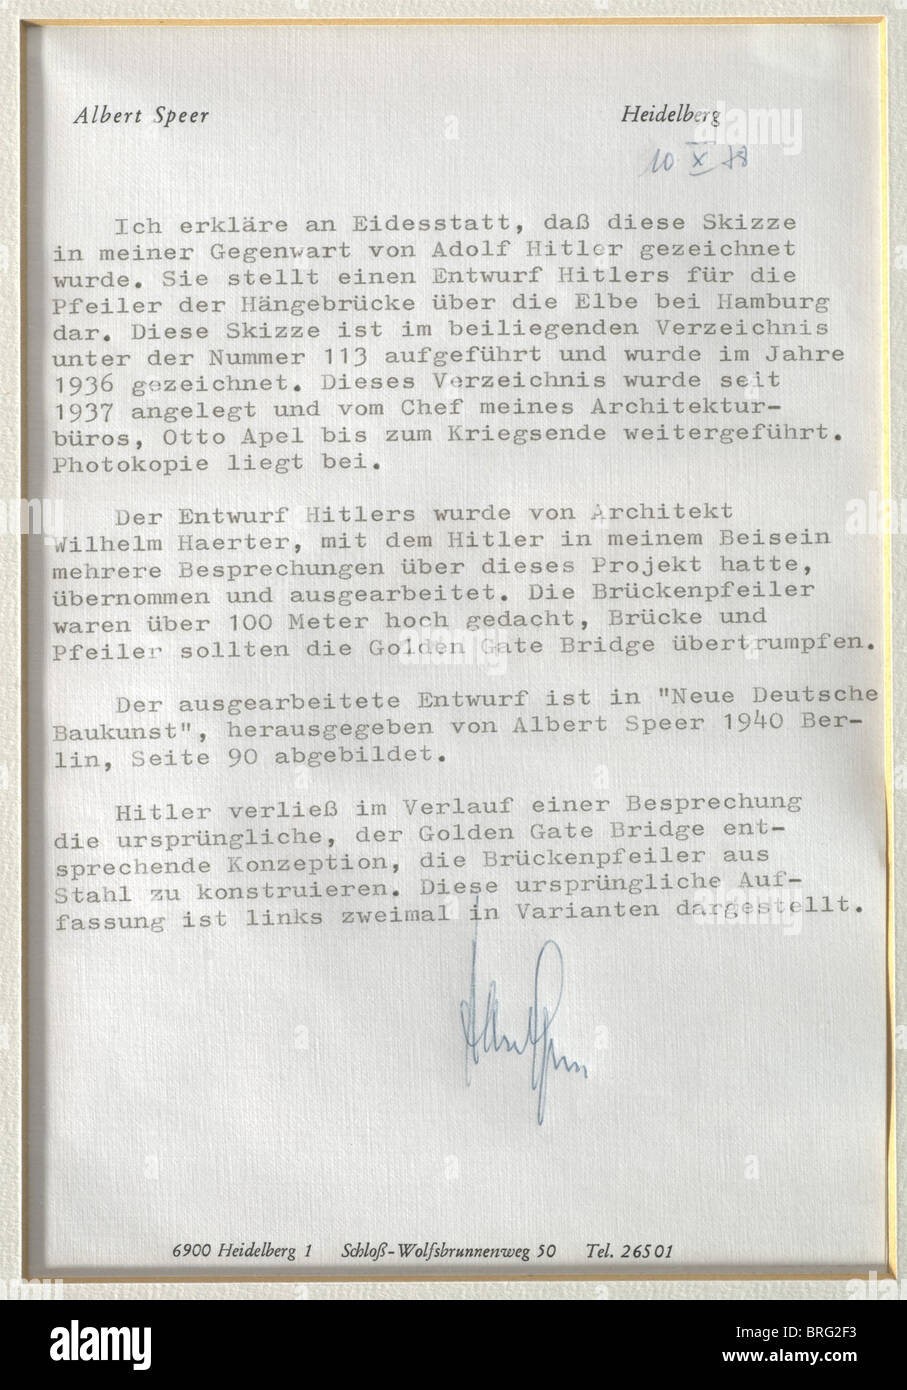 Albert Speer Heidelberg
10 X 78
Ich erkläre an Eidesstatt, daß diese Skizze
in meiner Gegenwart von Adolf Hitler gezeichnet
wurde. Sie stellt einen Entwurf Hitlers für die
Pfeiler der Hängebrücke über die Elbe bei Hamburg
dar. Diese Skizze ist im beiliegenden Verzeichnis
unter der Nummer 113 aufgeführt und wurde im Jahre
1936 gezeichnet. Dieses Verzeichnis wurde seit
1937 angelegt und vom Chef meines Architektur-
büros, Otto Apel bis zum Kriegsende weitergeführt.
Photokopie liegt bei.
Der Entwurf Hitlers wurde von Architekt
Wilhelm Haerter, mit dem Hitler in meinem Beisein
mehrere Besprechungen über dieses Projekt hatte,
übernommen und ausgearbeitet. Die Brückenpfeiler
waren über 100 Meter hoch gedacht, Brücke und
Pfeiler sollten die Golden Gate Bridge übertrumpfen.
Der ausgearbeitete Entwurf ist in "Neue Deutsche
Baukunst", herausgegeben von Albert Speer 1940 Ber-
lin, Seite 90 abgebildet.
Hitler verließ im Verlauf einer Besprechung
die ursprüngliche, der Golden Gate Bridge ent-
sprechende Konzeption, die Brückenpfeiler aus
Stahl zu konstruieren. Diese ursprüngliche Auf-
fassung ist links zweimal in Varianten dargestellt.
Albert Speer
6900 Heidelberg 1 Schloß-Wolfsbrunnenweg 50 Tel. 26501
alamy
Image ID: BRG2F3
www.alamy.com